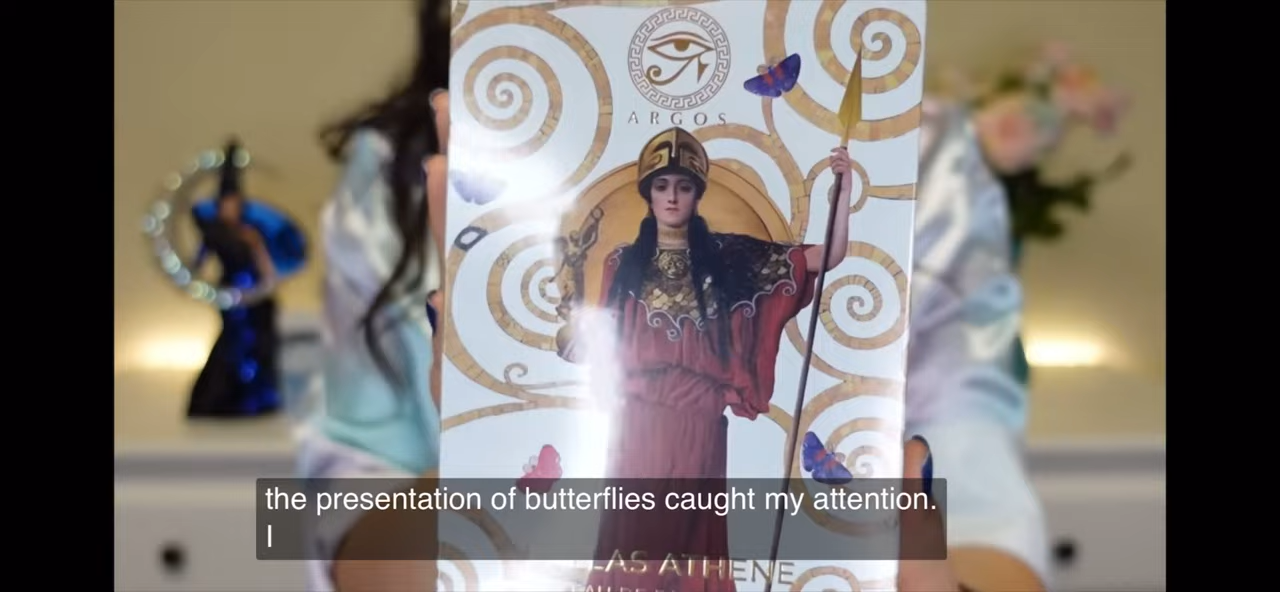 ARGOS
the presentation of butterflies caught my attention.
I
LAS ATHENE